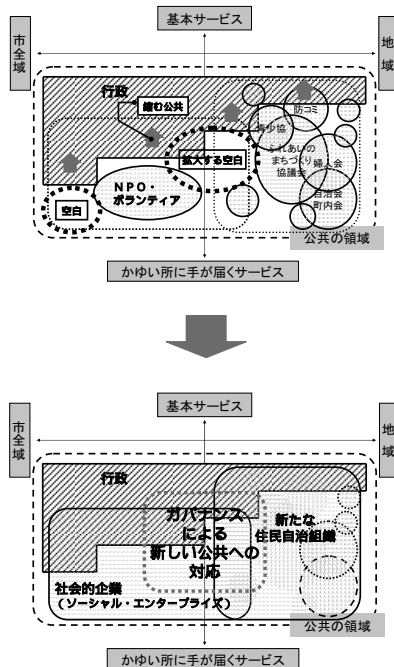 基本サービス
市全域
地域
行政
縮む公共
防コミ
青少協
ふれあいの
まちづくり
協議会
拡大する空白
婦人会
NPO・
ボランティア
自治会
町内会
空白
公共の領域
かゆい所に手が届くサービス
基本サービス
市全域
地域
行政
ガバナンス
による
新しい公共への
対応
新たな
住民自治組織
社会的企業
(ソーシャル・エンタープライズ)
公共の領域
かゆい所に手が届くサービス